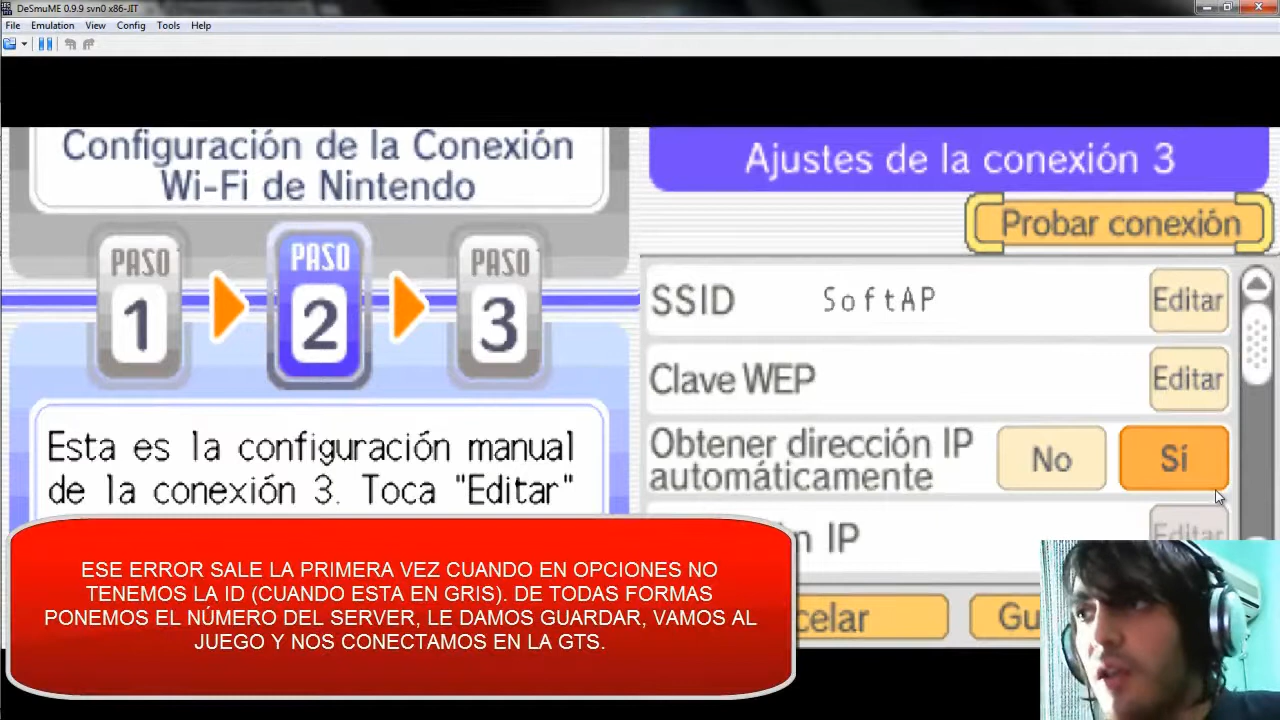 DeSmuME 0.9.9 svn0 x86-JIT
File Emulation View Config Tools Help
Configuración de la Conexión
Wi-Fi de Nintendo
PASO 1
PASO 2
PASO 3
Esta es la configuración manual
de la conexión 3. Toca "Editar"
Ajustes de la conexión 3
Probar conexión
SSID SoftAP Editar
Clave WEP Editar
Obtener dirección IP
automáticamente
No Sí
IP Editar
ESE ERROR SALE LA PRIMERA VEZ CUANDO EN OPCIONES NO
TENEMOS LA ID (CUANDO ESTA EN GRIS). DE TODAS FORMAS
PONEMOS EL NÚMERO DEL SERVER, LE DAMOS GUARDAR, VAMOS AL
JUEGO Y NOS CONECTAMOS EN LA GTS.